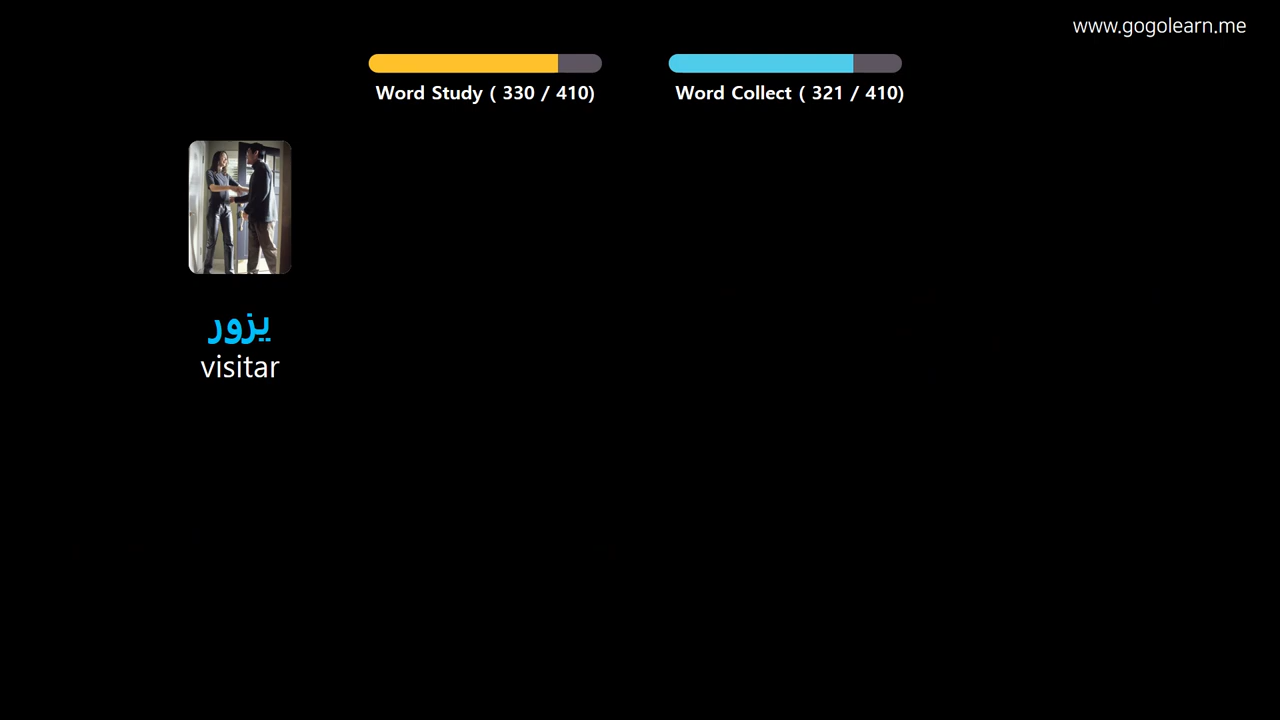 www.gogolearn.me
Word Study ( 330 / 410)
Word Collect ( 321 / 410)
يزور
visitar